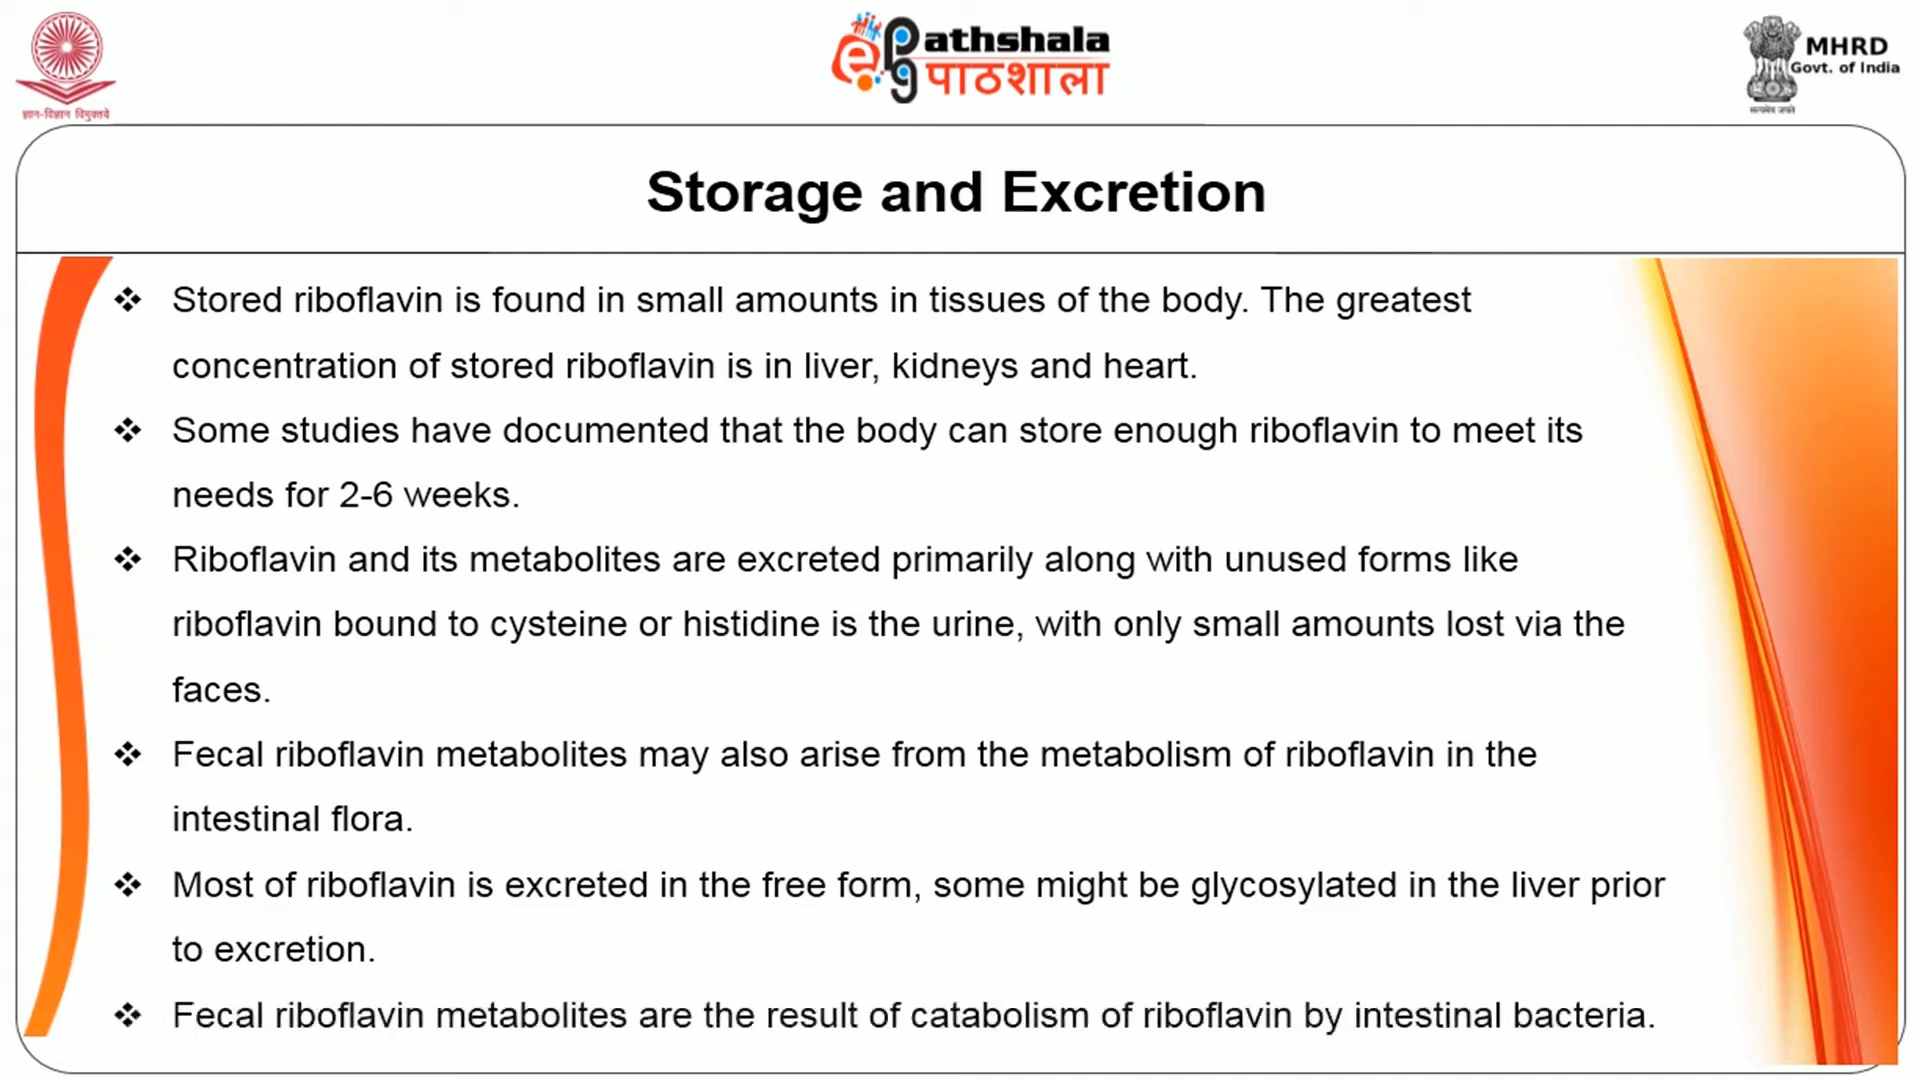 ज्ञान-विज्ञान विमुक्तये
e pg Pathshala
पाठशाला
MHRD
Govt. of India
सत्यमेव जयते
Storage and Excretion
❖ Stored riboflavin is found in small amounts in tissues of the body. The greatest
concentration of stored riboflavin is in liver, kidneys and heart.
❖ Some studies have documented that the body can store enough riboflavin to meet its
needs for 2-6 weeks.
❖ Riboflavin and its metabolites are excreted primarily along with unused forms like
riboflavin bound to cysteine or histidine is the urine, with only small amounts lost via the
faces.
❖ Fecal riboflavin metabolites may also arise from the metabolism of riboflavin in the
intestinal flora.
❖ Most of riboflavin is excreted in the free form, some might be glycosylated in the liver prior
to excretion.
❖ Fecal riboflavin metabolites are the result of catabolism of riboflavin by intestinal bacteria.